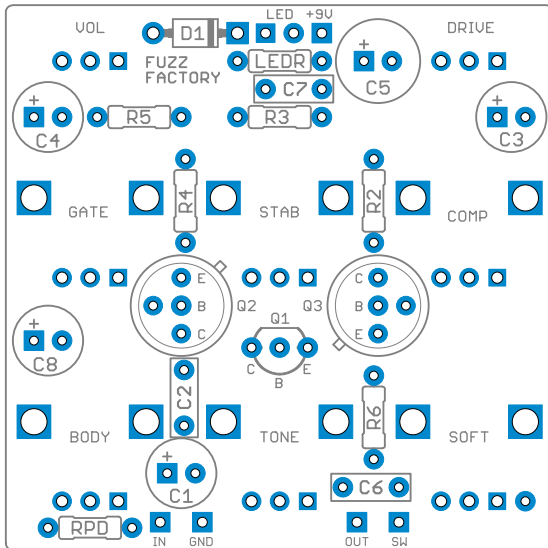 LED +9V
VOL
D1
DRIVE
FUZZ
FACTORY
LEDR
C7
+
C5
+
C4
R5
R3
+
C3
R4
R2
GATE
STAB
COMP
E
B
C
Q2
Q3
C
B
E
Q1
C
B
E
+
C8
C2
R6
BODY
TONE
SOFT
+
C1
C6
RPD
IN
GND
OUT
SW